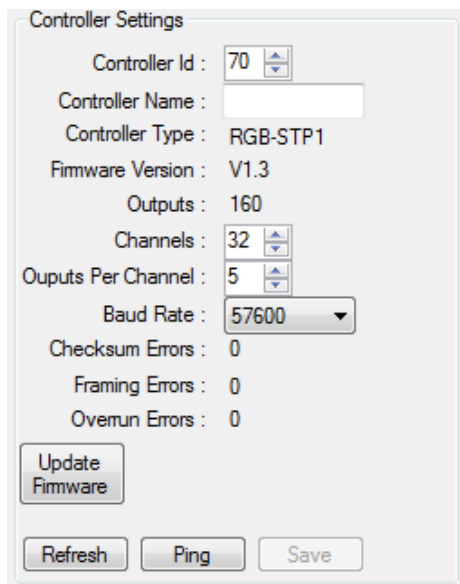 Controller Settings
Controller Id : 70
Controller Name :
Controller Type : RGB-STP1
Firmware Version : V1.3
Outputs : 160
Channels : 32
Ouputs Per Channel : 5
Baud Rate : 57600
Checksum Errors : 0
Framing Errors : 0
Overrun Errors : 0
Update
Firmware
Refresh Ping Save